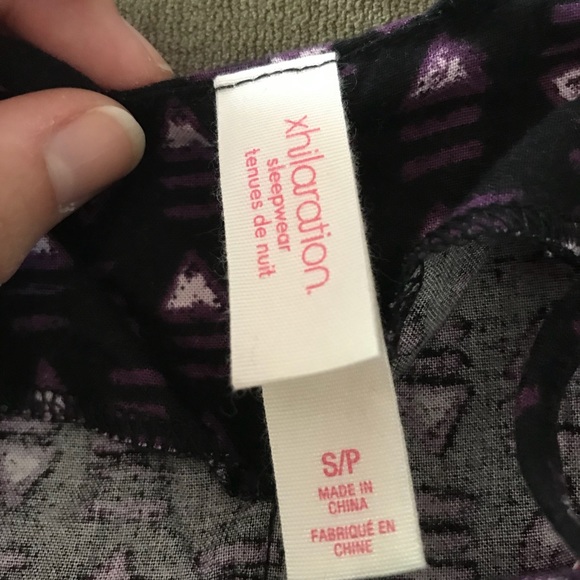 xhilaration.
sleepwear
tenues de nuit
S/P
MADE IN
CHINA
FABRIQUÉ EN
CHINE